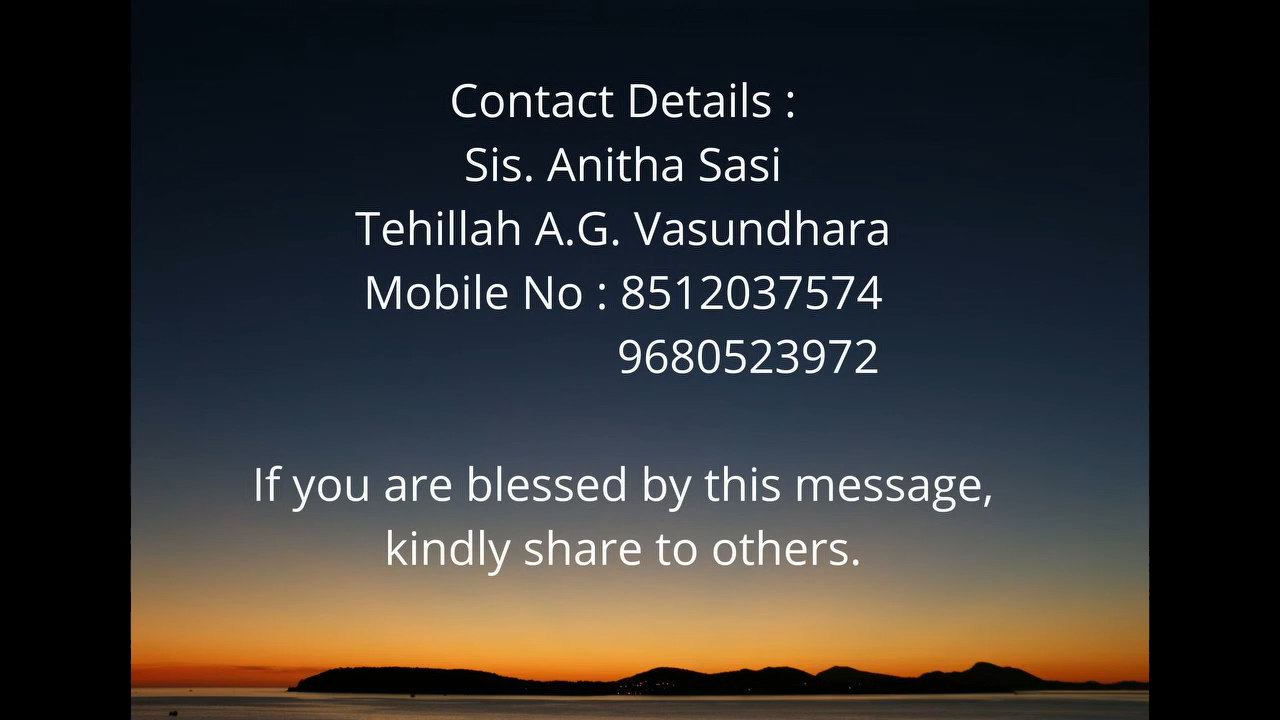 Contact Details :
Sis. Anitha Sasi
Tehillah A.G. Vasundhara
Mobile No : 8512037574
9680523972
If you are blessed by this message,
kindly share to others.